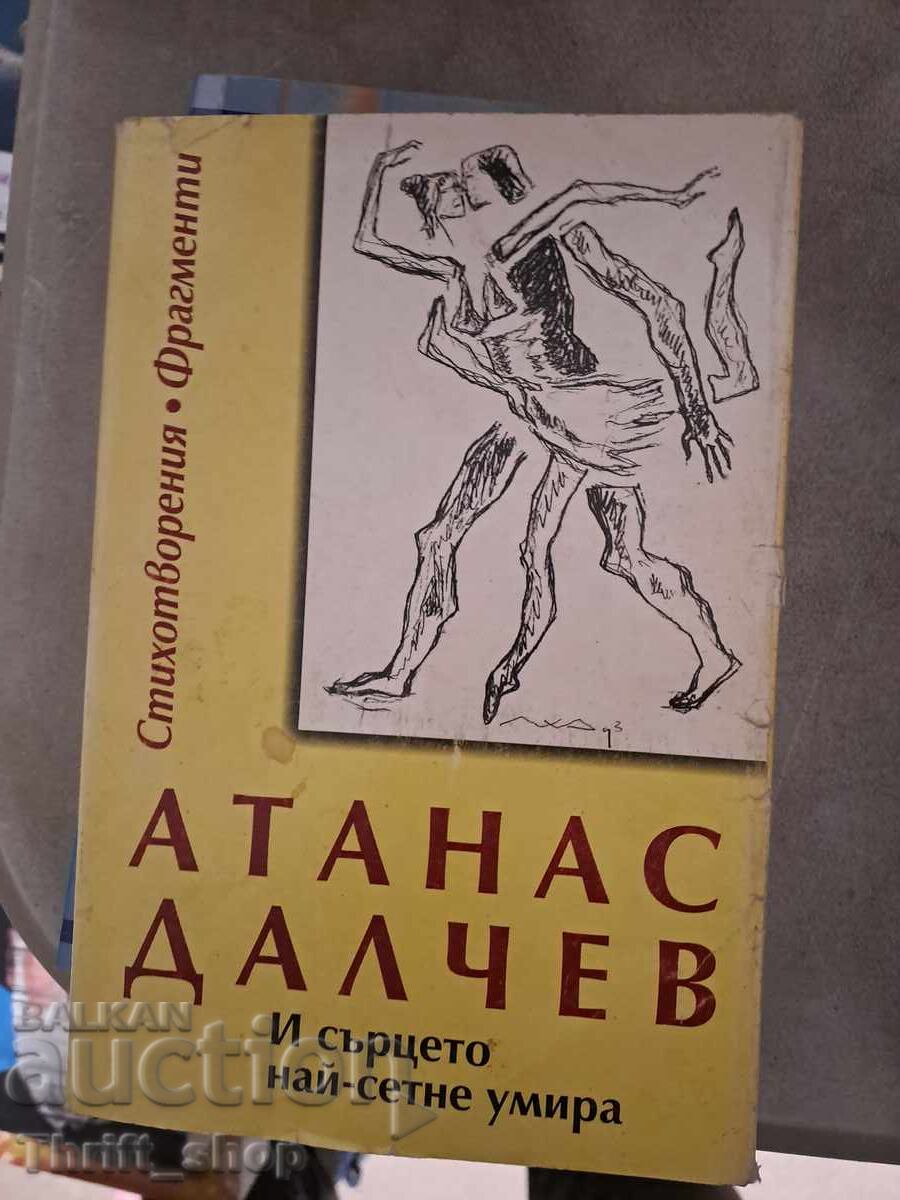 Стихотворения • Фрагменти
АТАНАС
ДАЛЧЕВ
И сърцето
най-сетне умира
BALKAN
auction
Thrift_shop